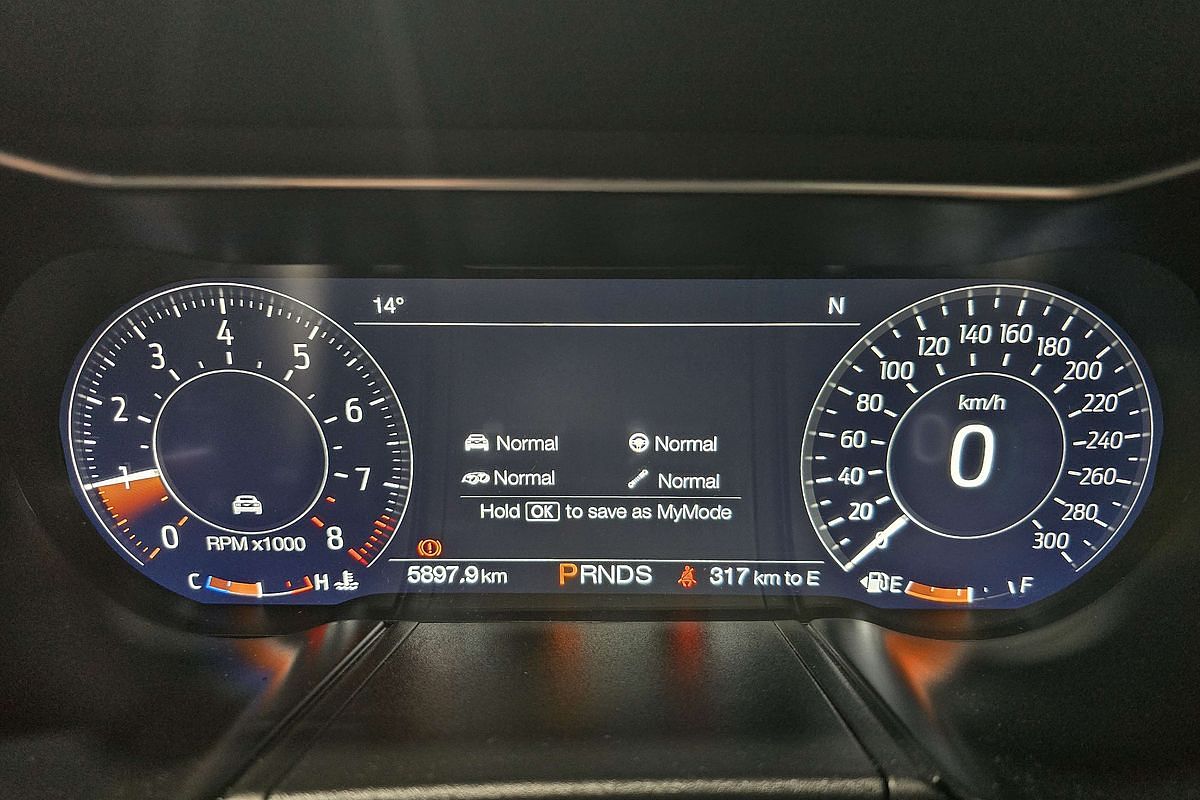 14° N
0 1 2 3 4 5 6 7 8
RPM x1000
C H
Normal Normal
Normal Normal
Hold OK to save as MyMode
5897,9 km PRNDS 317 km to E
0 20 40 60 80 100 120 140 160 180 200 220 240 260 280 300
km/h
0
E F